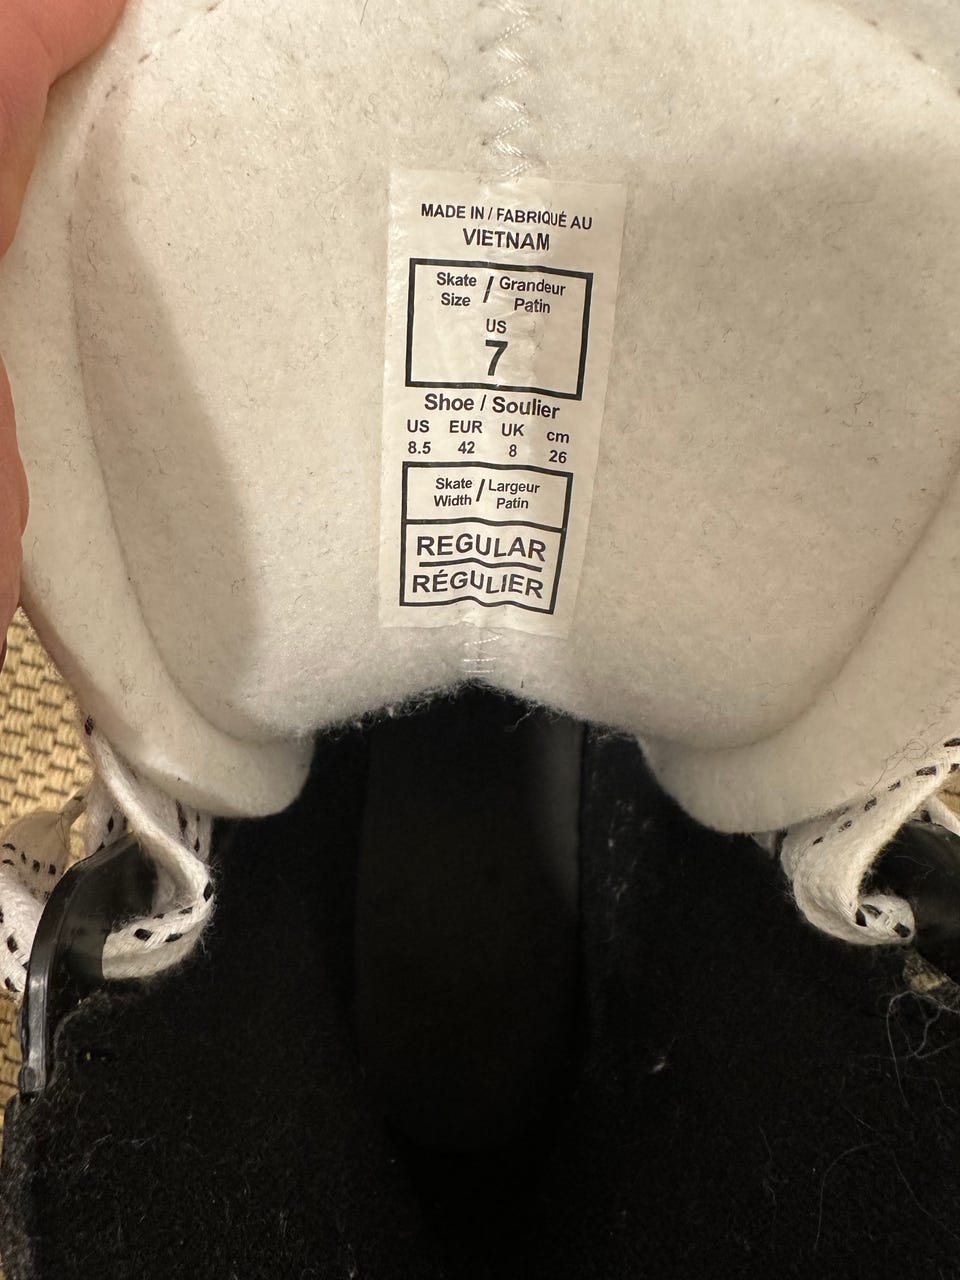 MADE IN / FABRIQUÉ AU
VIETNAM
Skate / Grandeur
Size Patin
US
7
Shoe / Soulier
US EUR UK cm
8.5 42 8 26
Skate / Largeur
Width Patin
REGULAR
RÉGULIER